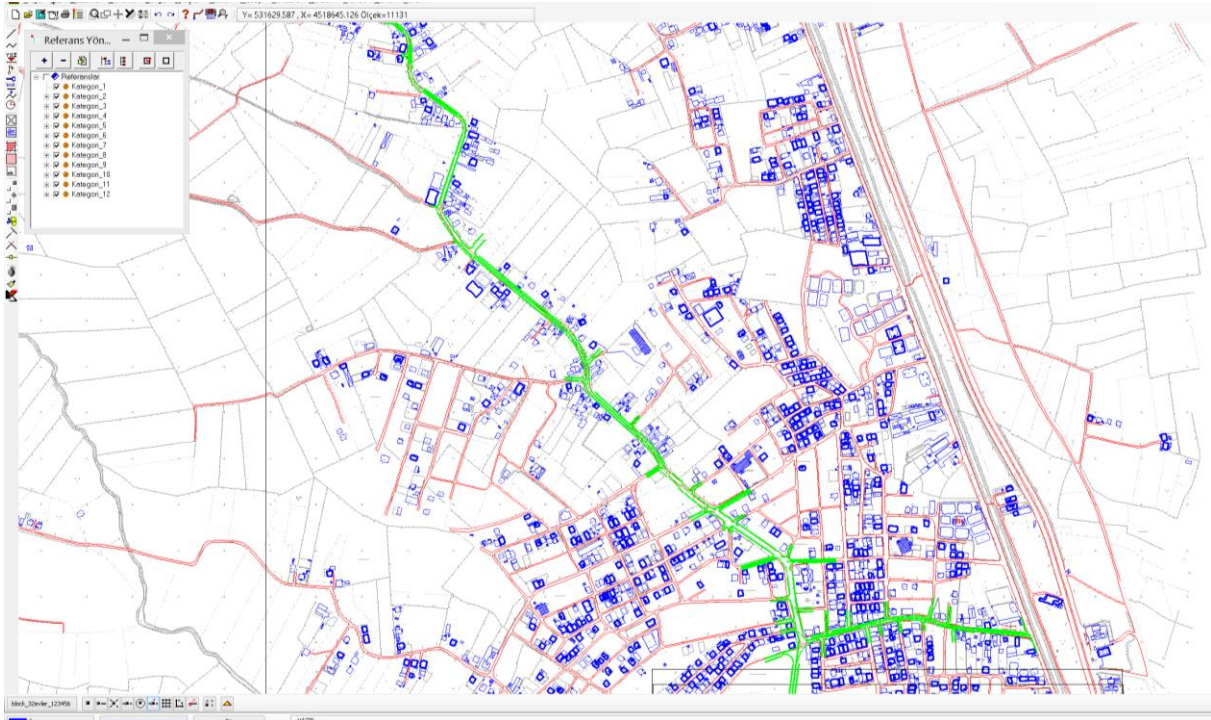 Y= 531629.587 , X= 4518645.126 Ölçek=11131
Referans Yön...
Referanslar
Kategori_1
Kategori_2
Kategori_3
Kategori_4
Kategori_5
Kategori_6
Kategori_7
Kategori_8
Kategori_9
Kategori_10
Kategori_11
Kategori_12
block_32evler_123456